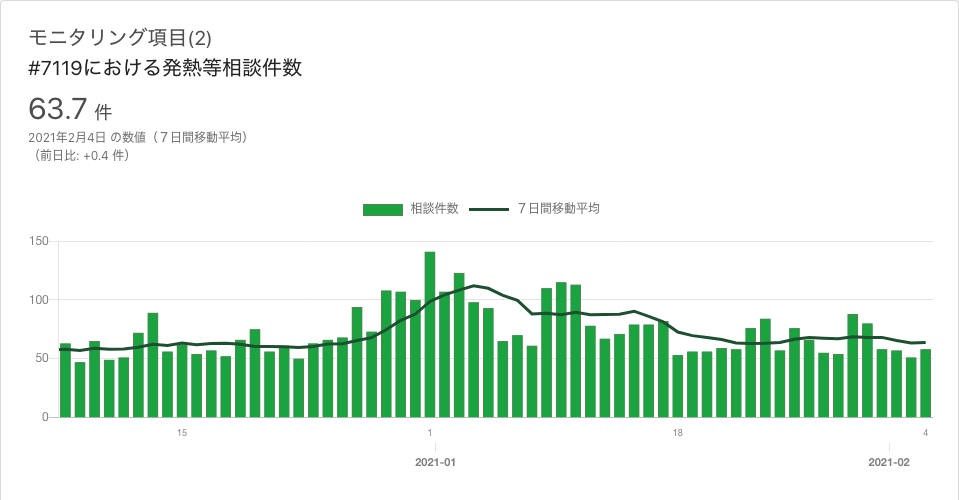 モニタリング項目(2)
#7119における発熱等相談件数
63.7 件
2021年2月4日 の数値（７日間移動平均）
（前日比: +0.4 件）
相談件数 ７日間移動平均
150
100
50
0
15 1 18 4
2021-01 2021-02